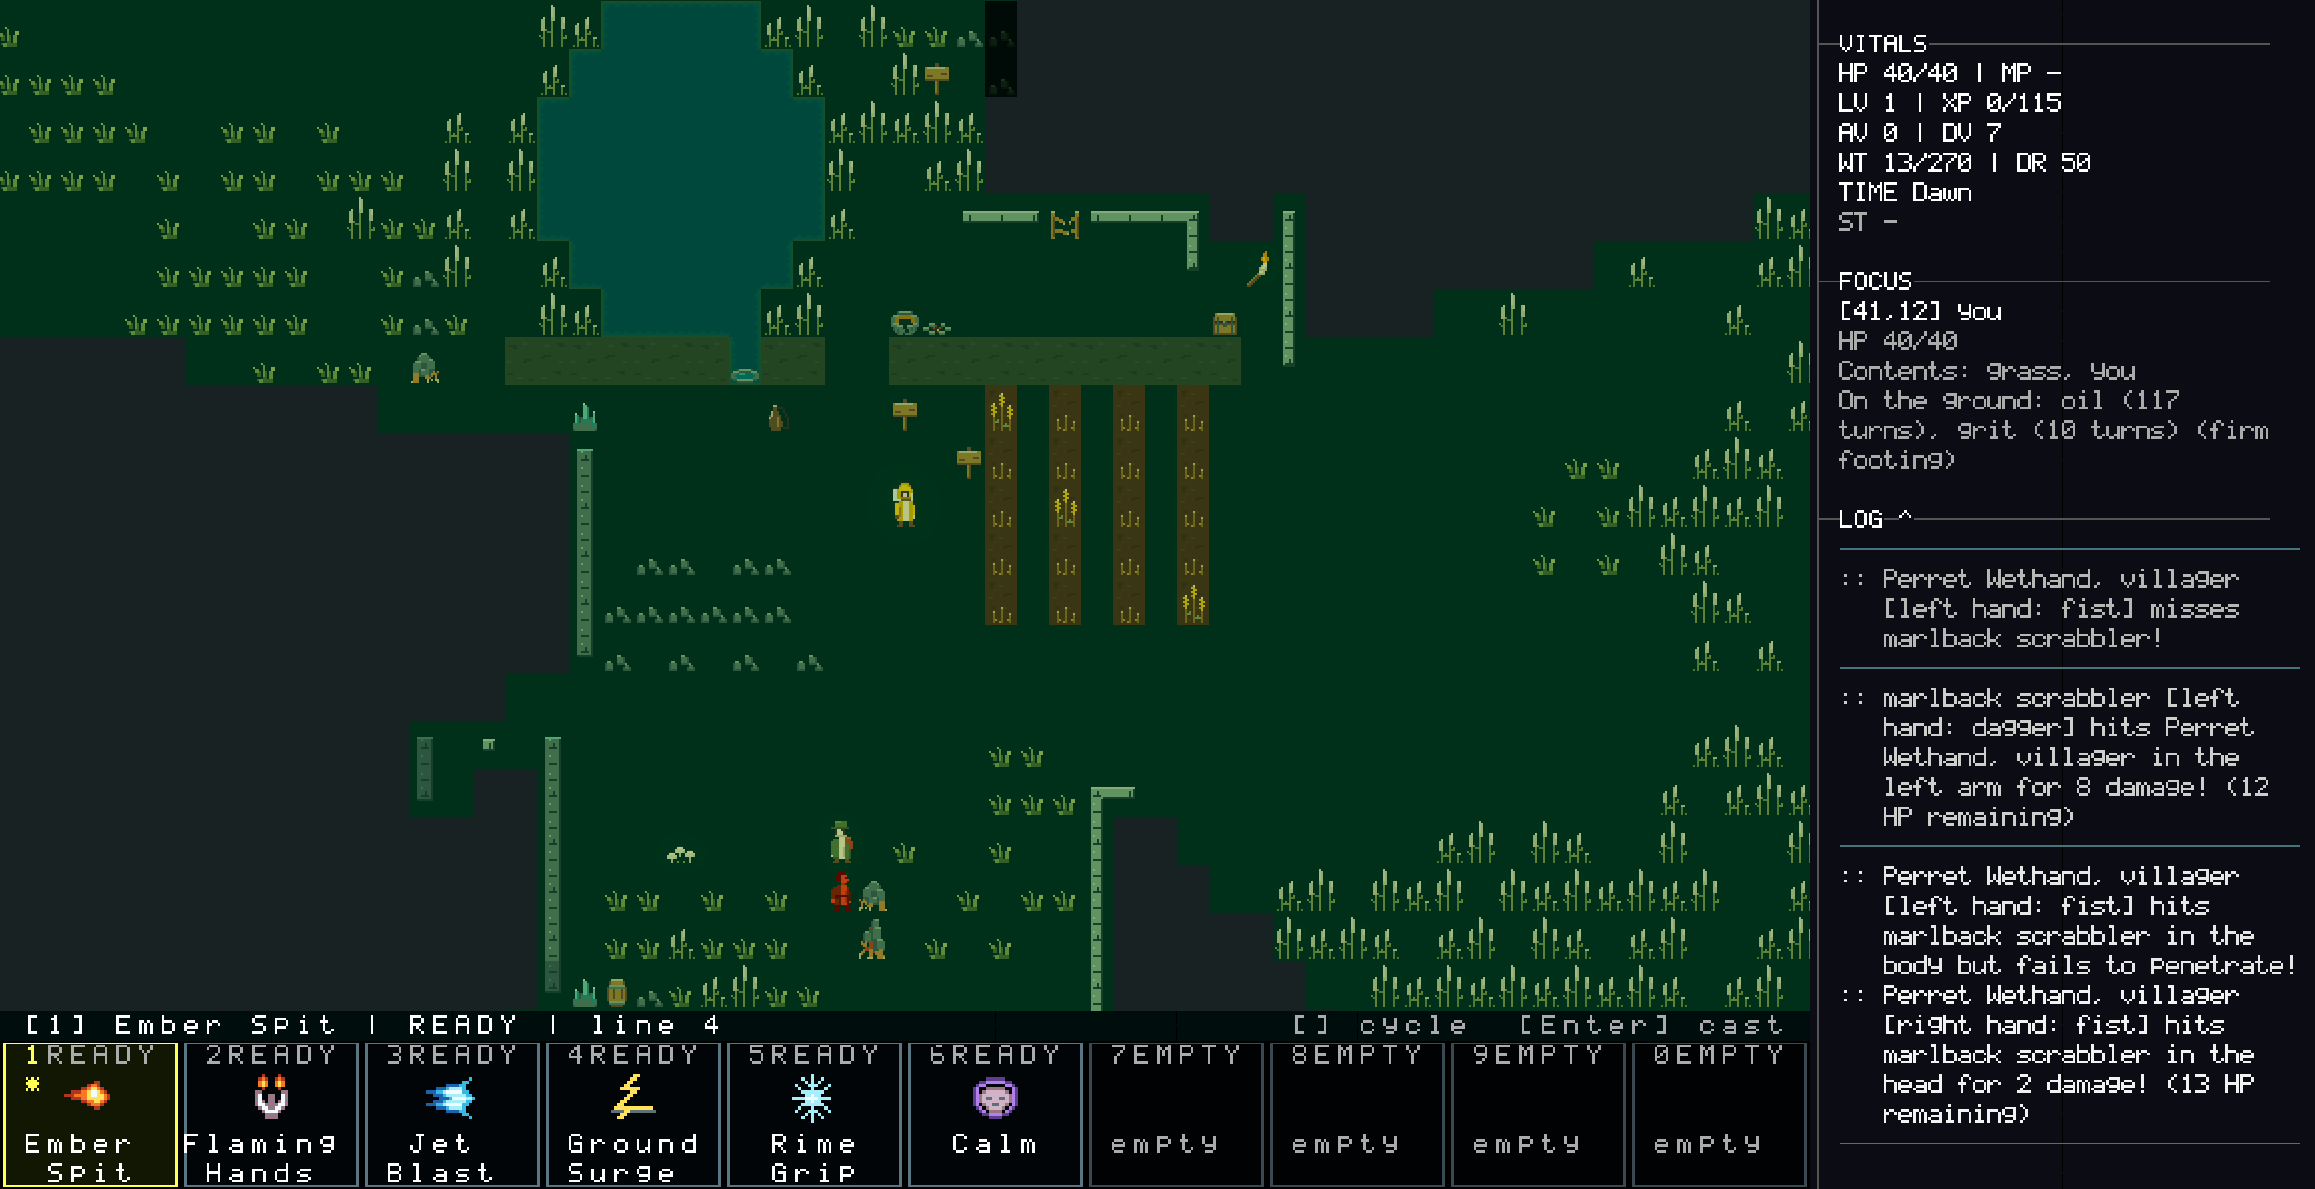 VITALS
HP 40/40 | MP -
LV 1 | XP 0/115
AV 0 | DV 7
WT 13/270 | DR 50
TIME Dawn
ST -
FOCUS
[41,12] You
HP 40/40
Contents: grass, You
On the ground: oil (117
turns), grit (10 turns) (firm
footing)
LOG ^
:: Perret Wethand, villager
[left hand: fist] misses
marlback scrabbler!
:: marlback scrabbler [left
hand: dagger] hits Perret
Wethand, villager in the
left arm for 8 damage! (12
HP remaining)
:: Perret Wethand, villager
[left hand: fist] hits
marlback scrabbler in the
body but fails to penetrate!
:: Perret Wethand, villager
[right hand: fist] hits
marlback scrabbler in the
head for 2 damage! (13 HP
remaining)
[1] Ember Spit | READY | line 4
[] cycle [Enter] cast
1READY
* Ember
Spit
2READY
Flaming
Hands
3READY
Jet
Blast
4READY
Ground
Surge
5READY
Rime
Grip
6READY
Calm
7EMPTY
empty
8EMPTY
empty
9EMPTY
empty
0EMPTY
empty